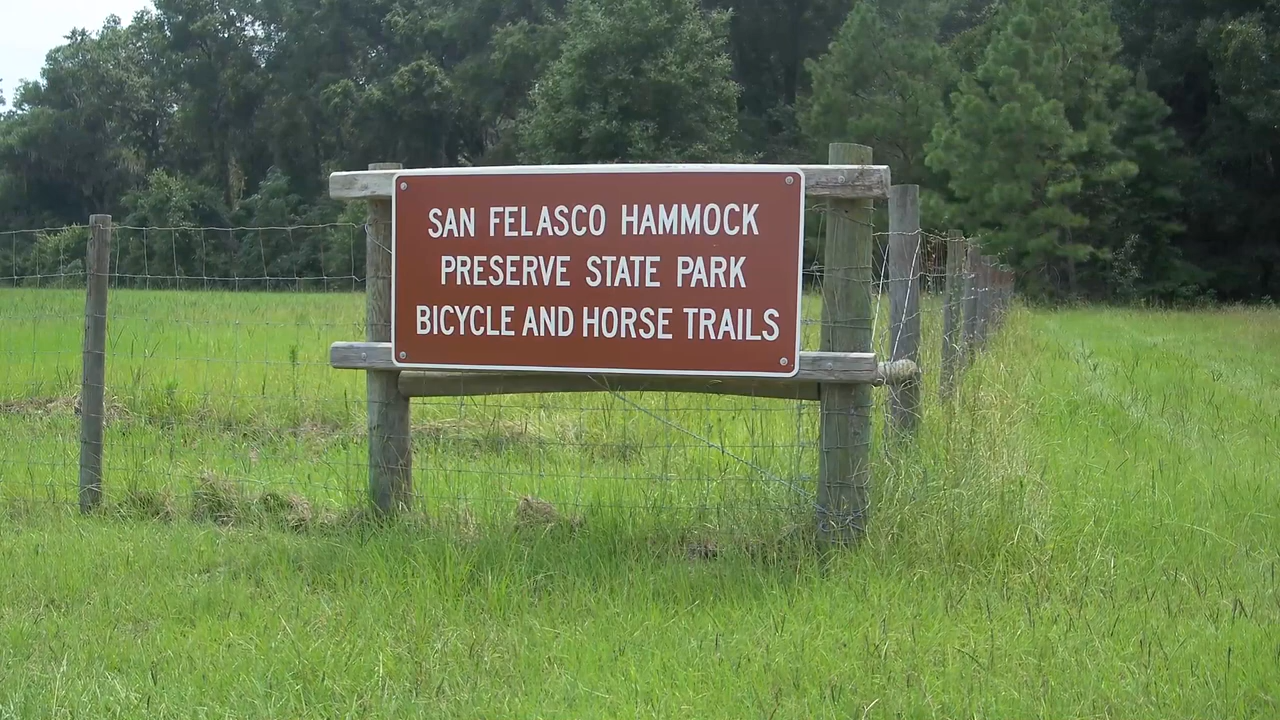 SAN FELASCO HAMMOCK
PRESERVE STATE PARK
BICYCLE AND HORSE TRAILS